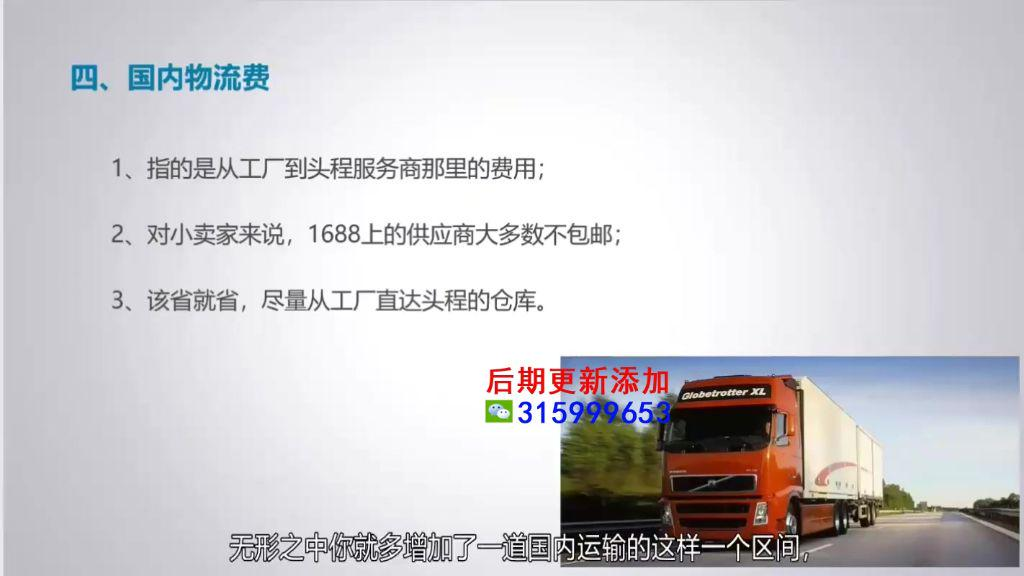 四、国内物流费
1、指的是从工厂到头程服务商那里的费用；
2、对小卖家来说，1688上的供应商大多数不包邮；
3、该省就省，尽量从工厂直达头程的仓库。
后期更新添加
315999653
Globetrotter XL
无形之中你就多增加了一道国内运输的这样一个区间，